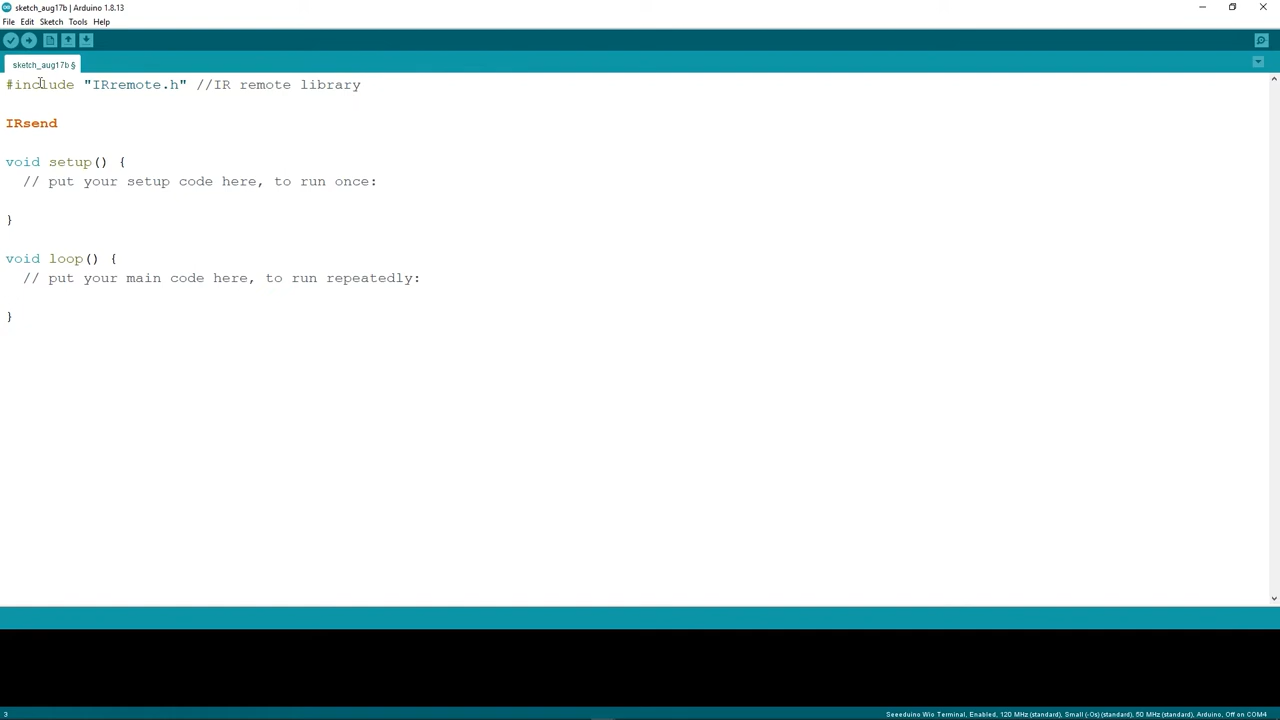 sketch_aug17b | Arduino 1.8.13
File Edit Sketch Tools Help
sketch_aug17b §
#include "IRremote.h" //IR remote library
IRsend
void setup() {
// put your setup code here, to run once:
}
void loop() {
// put your main code here, to run repeatedly:
}
3
Seeeduino Wio Terminal, Enabled, 120 MHz (standard), Small (-Os) (standard), 50 MHz (standard), Arduino, Off on COM4